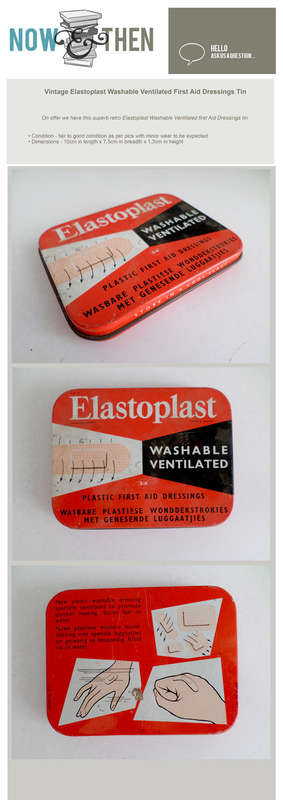 NOW & THEN
HELLO
ASK US A QUESTION...
Vintage Elastoplast Washable Ventilated First Aid Dressings Tin
On offer we have this superb retro Elastoplast Washable Ventilated first Aid Dressings tin
• Condition - fair to good condition as per pics with minor wear to be expected
• Dimensions - 10cm in length x 7.5cm in breadth x 1.3cm in height
Elastoplast
WASHABLE
VENTILATED
PLASTIC FIRST AID DRESSINGS
WASBARE PLASTIESE WONDDEKSTROKIES
MET GENESENDE LUGGAATJIES
Elastoplast
WASHABLE
VENTILATED
PLASTIC FIRST AID DRESSINGS
WASBARE PLASTIESE WONDDEKSTROKIES
MET GENESENDE LUGGAATJIES